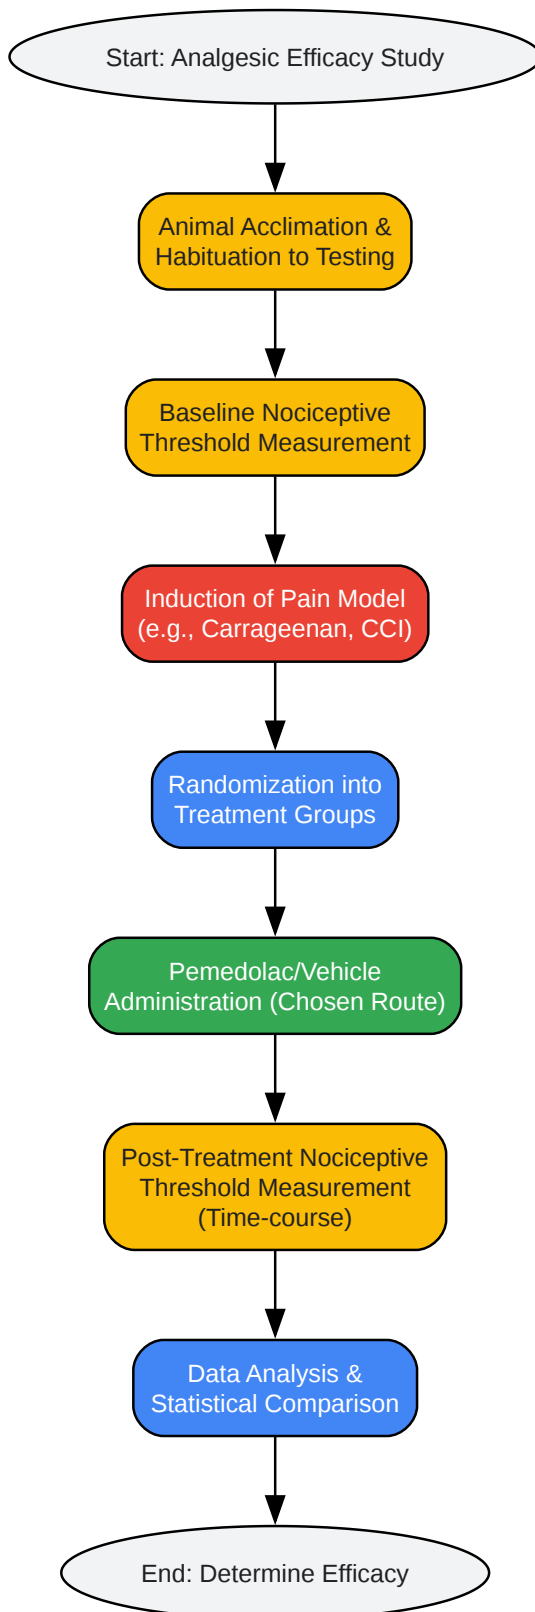 Start: Analgesic Efficacy Study
Animal Acclimation &
Habituation to Testing
Baseline Nociceptive
Threshold Measurement
Induction of Pain Model
(e.g., Carrageenan, CCI)
Randomization into
Treatment Groups
Pemedolac/Vehicle
Administration (Chosen Route)
Post-Treatment Nociceptive
Threshold Measurement
(Time-course)
Data Analysis &
Statistical Comparison
End: Determine Efficacy